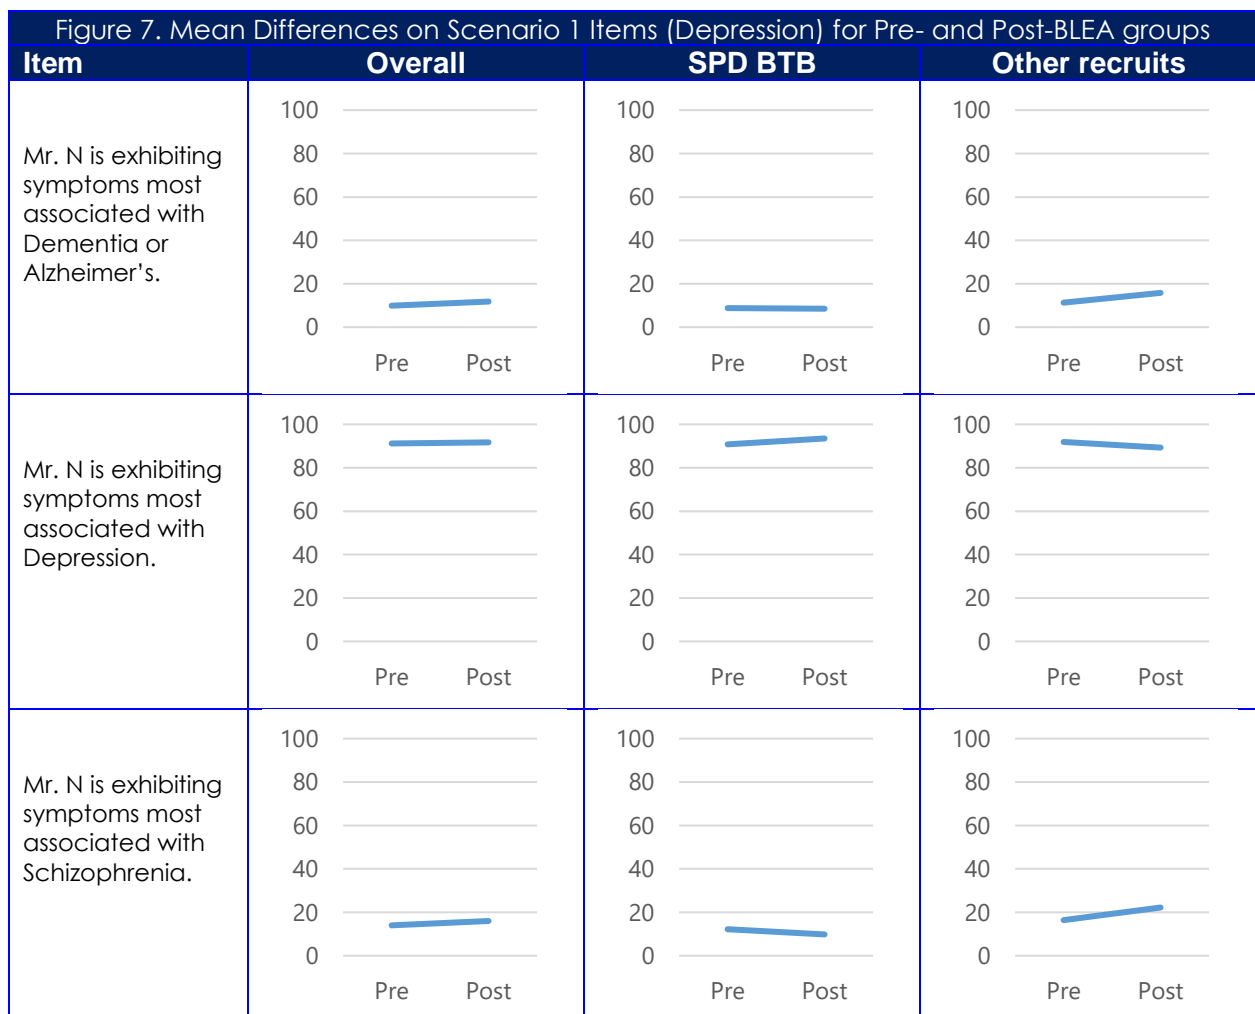 Figure 7. Mean Differences on Scenario 1 Items (Depression) for Pre- and Post-BLEA groups
Item Overall SPD BTB Other recruits
Mr. N is exhibiting
symptoms most
associated with
Dementia or
Alzheimer’s.
100 100 100
80 80 80
60 60 60
40 40 40
20 20 20
0 0 0
Pre Post Pre Post Pre Post
Mr. N is exhibiting
symptoms most
associated with
Depression.
100 100 100
80 80 80
60 60 60
40 40 40
20 20 20
0 0 0
Pre Post Pre Post Pre Post
Mr. N is exhibiting
symptoms most
associated with
Schizophrenia.
100 100 100
80 80 80
60 60 60
40 40 40
20 20 20
0 0 0
Pre Post Pre Post Pre Post